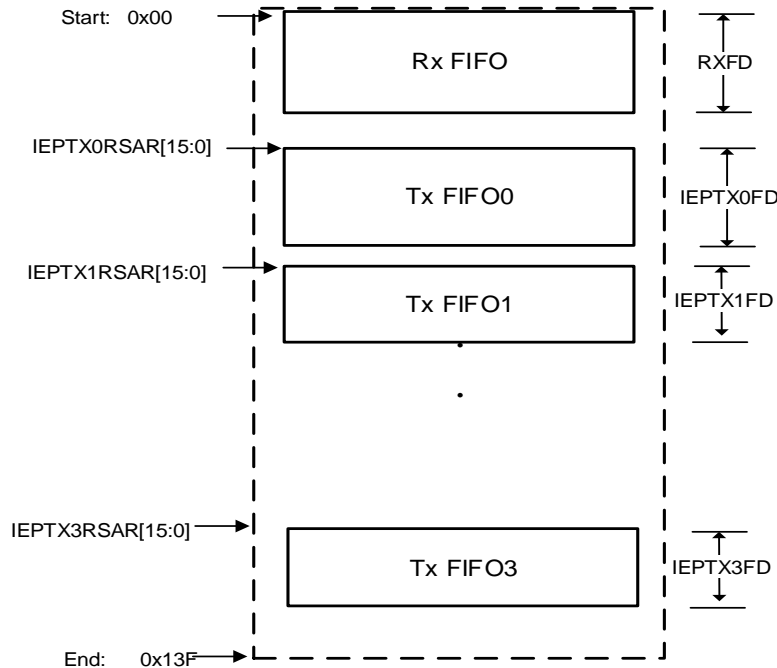 Start: 0x00
Rx FIFO
RXFD
IEPTX0RSAR[15:0]
Tx FIFO0
IEPTX0FD
IEPTX1RSAR[15:0]
Tx FIFO1
IEPTX1FD
IEPTX3RSAR[15:0]
Tx FIFO3
IEPTX3FD
End: 0x13F